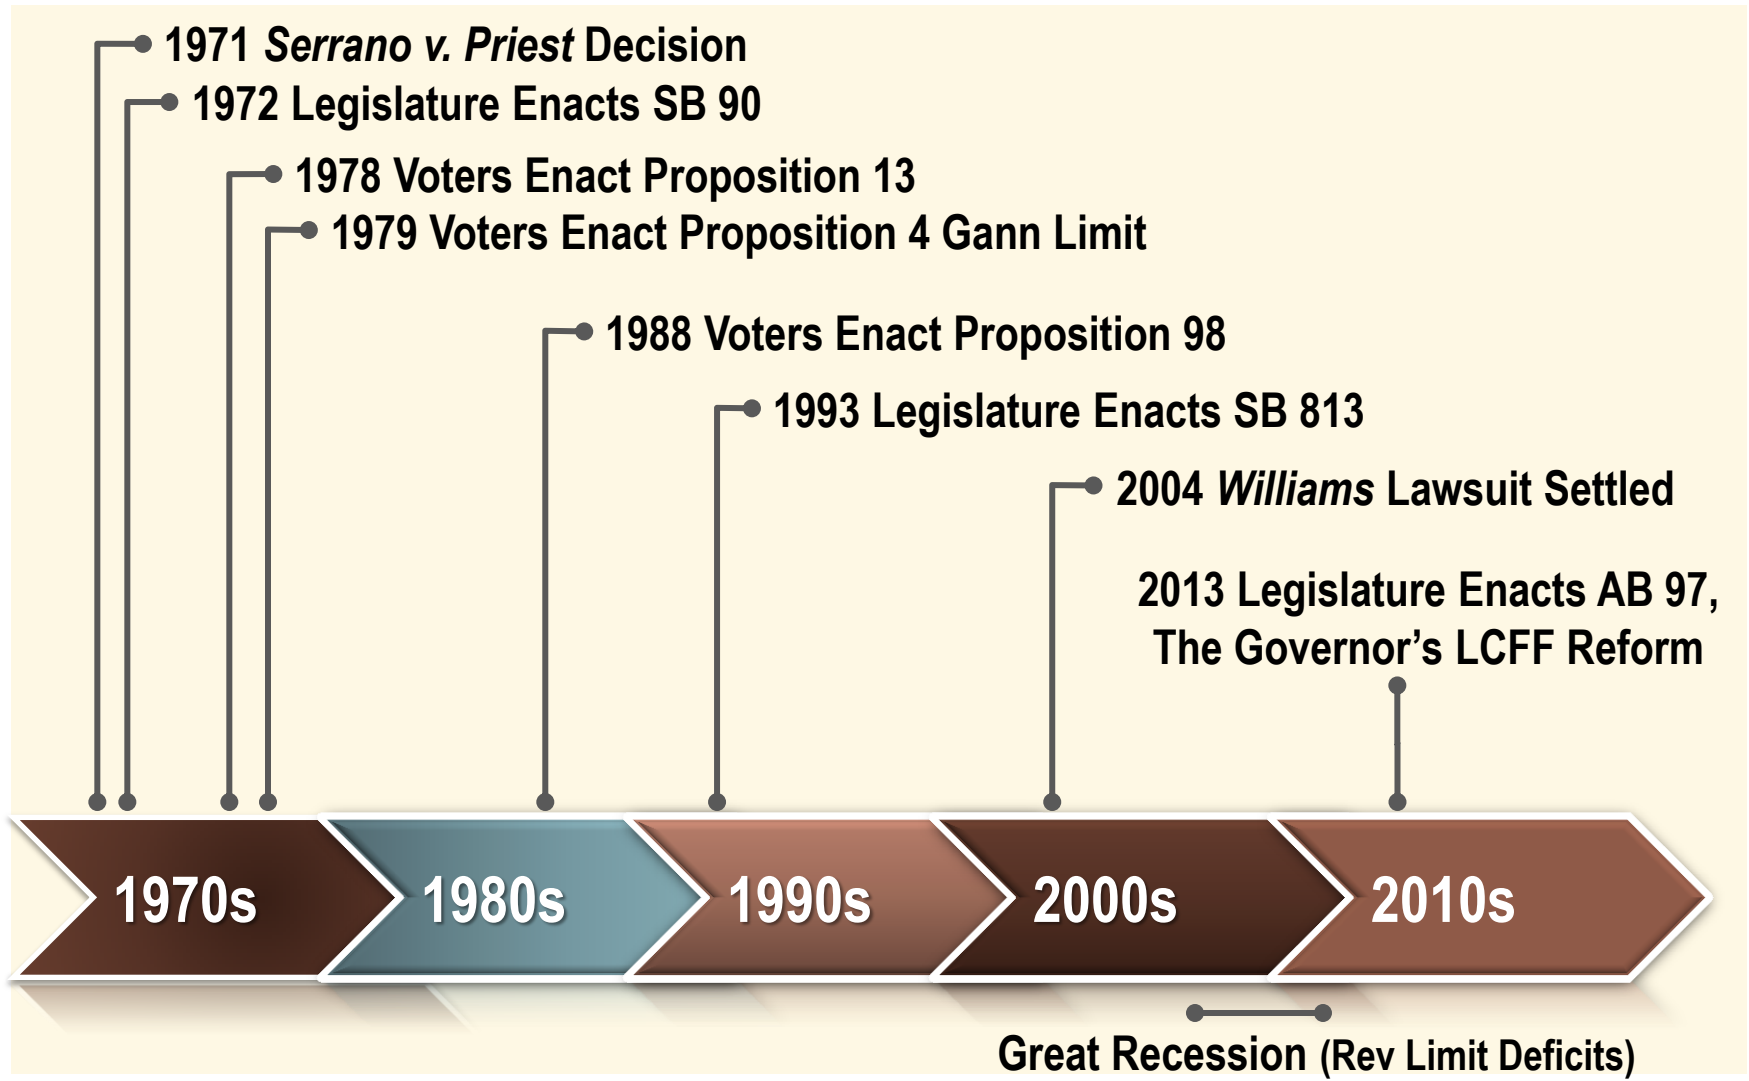 1971 Serrano v. Priest Decision
1972 Legislature Enacts SB 90
1978 Voters Enact Proposition 13
1979 Voters Enact Proposition 4 Gann Limit
1988 Voters Enact Proposition 98
1993 Legislature Enacts SB 813
2004 Williams Lawsuit Settled
2013 Legislature Enacts AB 97,
The Governor’s LCFF Reform
1970s
1980s
1990s
2000s
2010s
Great Recession (Rev Limit Deficits)